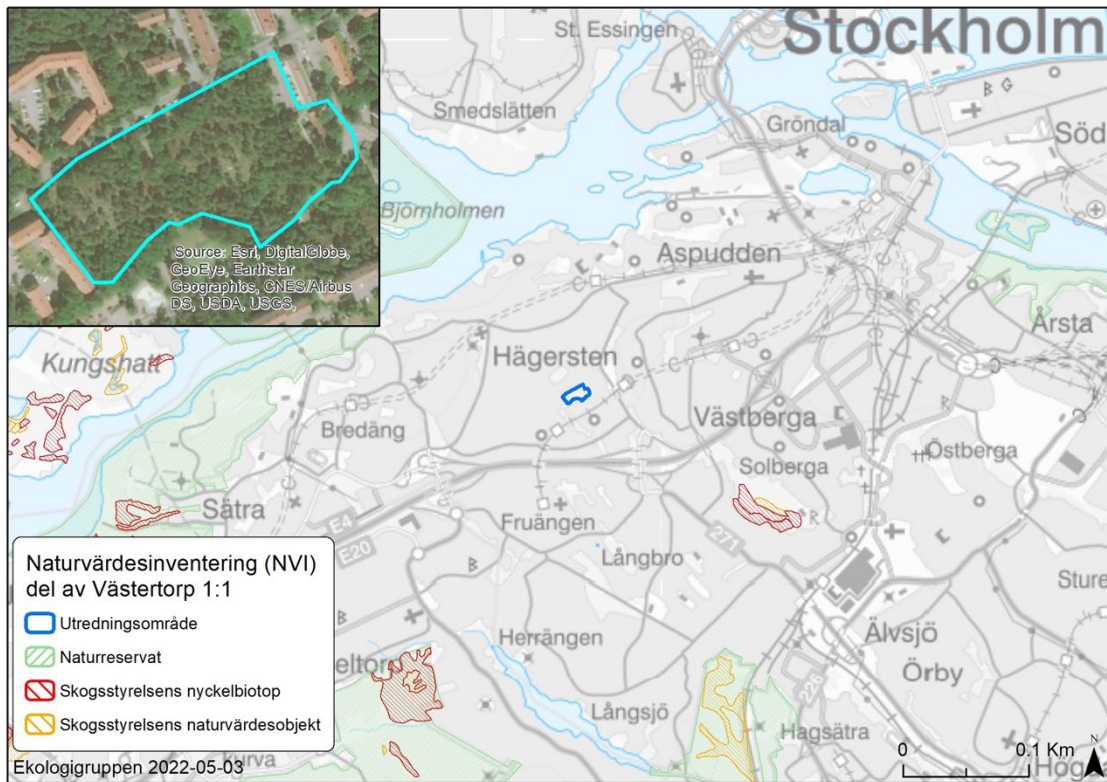 Stockholm
St. Essingen
B G
Smedslätten
Gröndal
Söd
Björnholmen
Source: Esri, DigitalGlobe,
GeoEye, Earthstar
Geographics, CNES/Airbus
DS, USDA, USGS,
Aspudden
Årsta
Kungshatt
Hägersten
Bredäng
Västberga
Solberga
Östberga
Sätra
E4
E20
Fruängen
271
R
Långbro
B
Sture
Herrängen
Älvsjö
Örby
226
Långsjö
Hagsätra
B
Naturvärdesinventering (NVI)
del av Västertorp 1:1
Utredningsområde
Naturreservat
Skogsstyrelsens nyckelbiotop
Skogsstyrelsens naturvärdesobjekt
Ekologigruppen 2022-05-03
0 0.1 Km
N